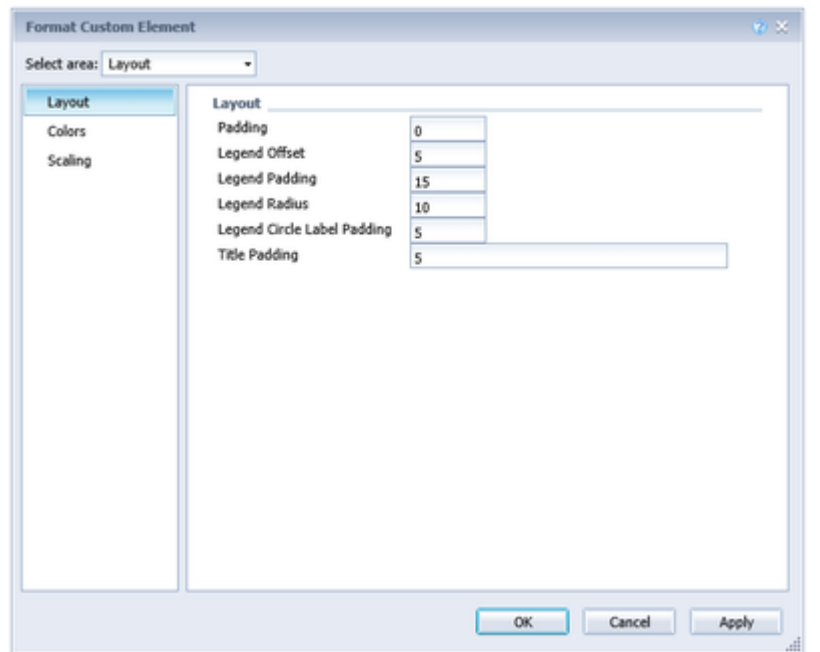 Format Custom Element
Select area: Layout
Layout
Colors
Scaling
Layout
Padding 0
Legend Offset 5
Legend Padding 15
Legend Radius 10
Legend Circle Label Padding 5
Title Padding 5
OK Cancel Apply